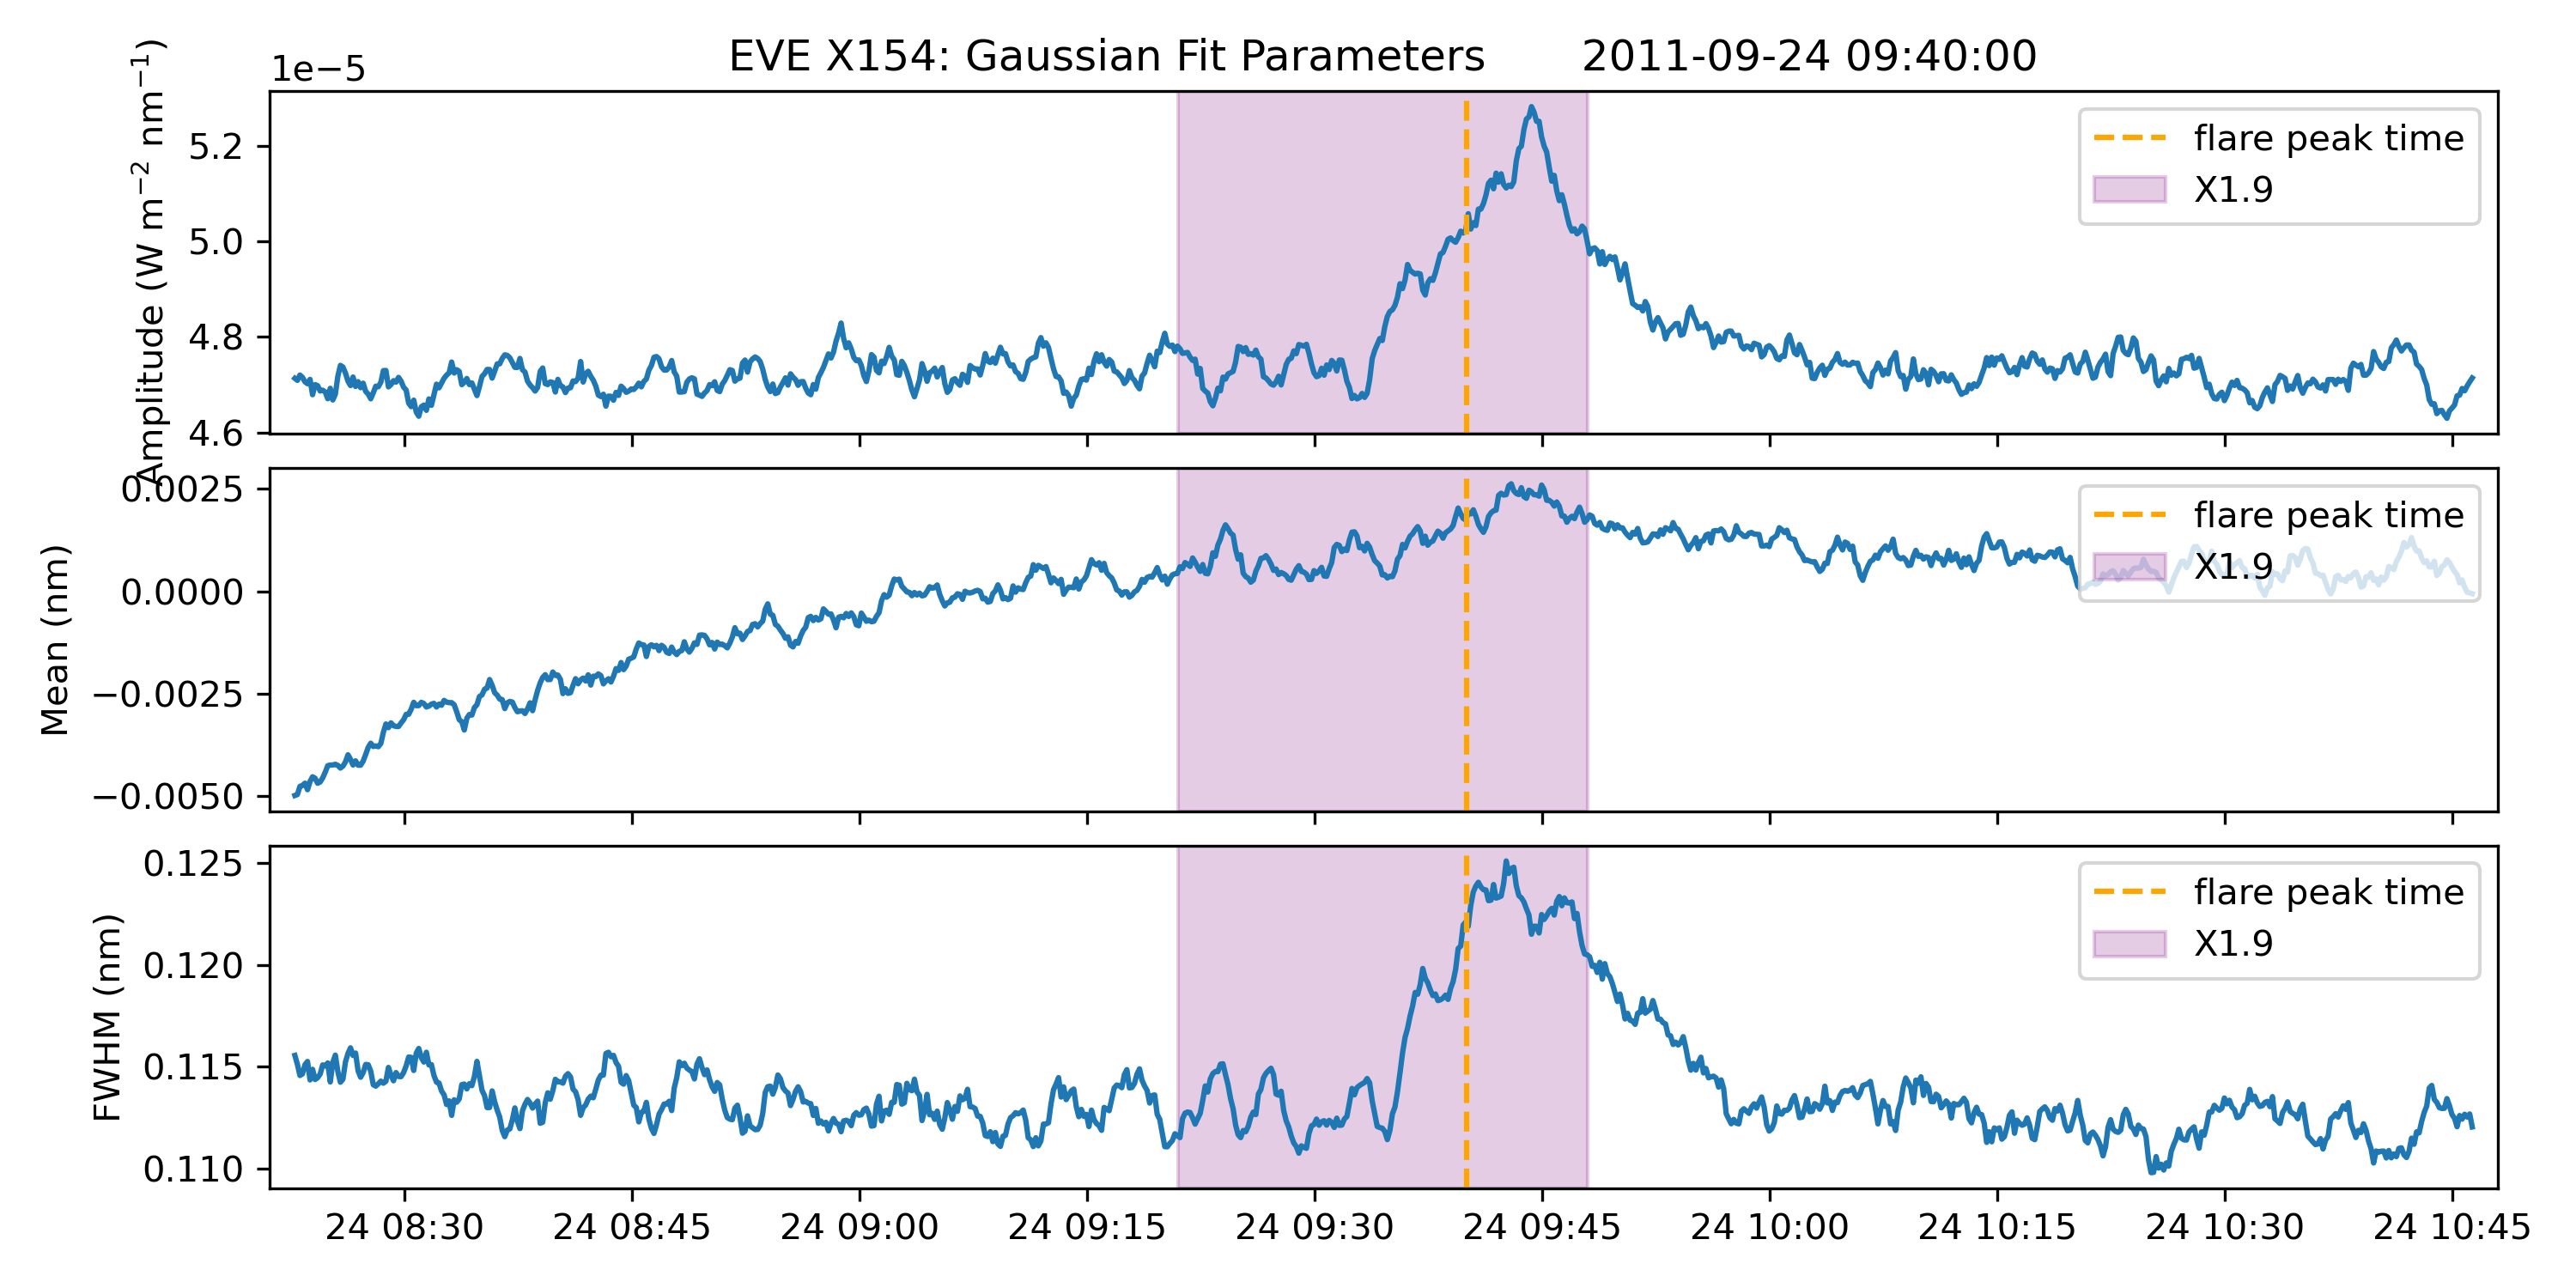 EVE X154: Gaussian Fit Parameters 2011-09-24 09:40:00
1e−5
Amplitude (W m⁻² nm⁻¹)
5.2
5.0
4.8
4.6
flare peak time
X1.9
Mean (nm)
0.0025
0.0000
−0.0025
−0.0050
flare peak time
X1.9
FWHM (nm)
0.125
0.120
0.115
0.110
flare peak time
X1.9
24 08:30 24 08:45 24 09:00 24 09:15 24 09:30 24 09:45 24 10:00 24 10:15 24 10:30 24 10:45